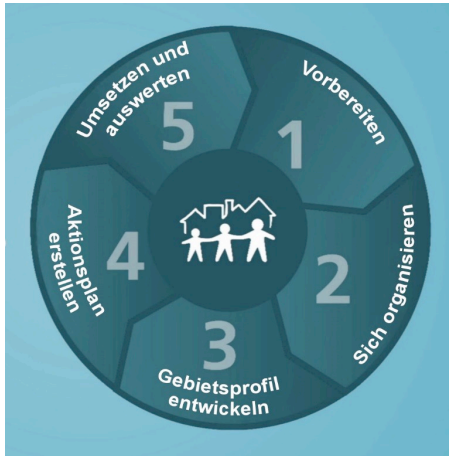 1
Vorbereiten
2
Sich organisieren
3
Gebietsprofil
entwickeln
4
Aktionsplan
erstellen
5
Umsetzen und
auswerten